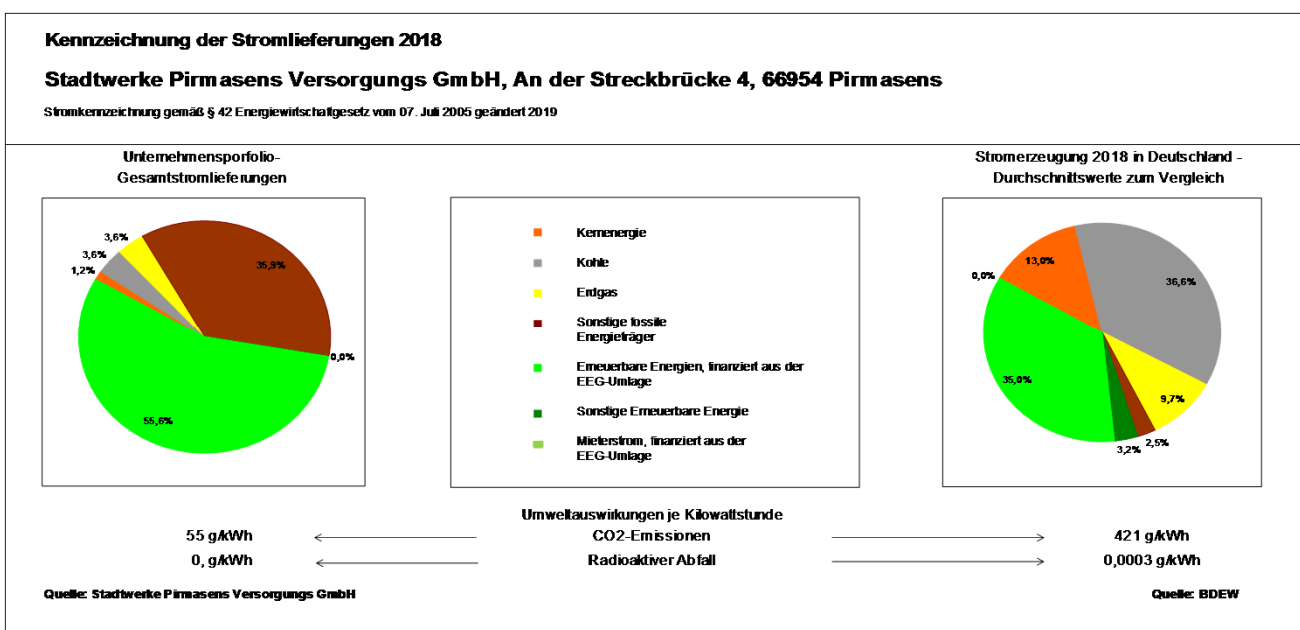 Kennzeichnung der Stromlieferungen 2018
Stadtwerke Pirmasens Versorgungs GmbH, An der Streckbrücke 4, 66954 Pirmasens
Stromkennzeichnung gemäß § 42 Energiewirtschaftgesetz vom 07. Juli 2005 geändert 2019
Unternehmensporfolio-
Gesamtstromlieferungen
3,6%
3,6%
1,2%
35,9%
0,0%
55,6%
Kernenergie
Kohle
Erdgas
Sonstige fossile
Energieträger
Erneuerbare Energien, finanziert aus der
EEG-Umlage
Sonstige Erneuerbare Energie
Mieterstrom, finanziert aus der
EEG-Umlage
Stromerzeugung 2018 in Deutschland -
Durchschnittswerte zum Vergleich
0,0%
13,0%
36,6%
35,0%
9,7%
3,2%
2,5%
Umweltauswirkungen je Kilowattstunde
55 g/kWh CO2-Emissionen 421 g/kWh
0, g/kWh Radioaktiver Abfall 0,0003 g/kWh
Quelle: Stadtwerke Pirmasens Versorgungs GmbH Quelle: BDEW